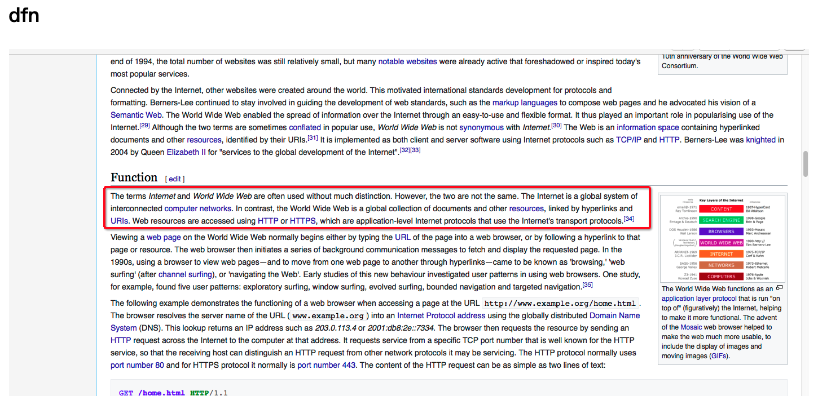 dfn
end of 1994, the total number of websites was still relatively small, but many notable websites were already active that foreshadowed or inspired today's
most popular services.
10th anniversary of the World Wide Web
Consortium.
Connected by the Internet, other websites were created around the world. This motivated international standards development for protocols and
formatting. Berners-Lee continued to stay involved in guiding the development of web standards, such as the markup languages to compose web pages and he advocated his vision of a
Semantic Web. The World Wide Web enabled the spread of information over the Internet through an easy-to-use and flexible format. It thus played an important role in popularising use of the
Internet.[29] Although the two terms are sometimes conflated in popular use, World Wide Web is not synonymous with Internet.[30] The Web is an information space containing hyperlinked
documents and other resources, identified by their URIs.[31] It is implemented as both client and server software using Internet protocols such as TCP/IP and HTTP. Berners-Lee was knighted in
2004 by Queen Elizabeth II for "services to the global development of the Internet".[32][33]
Function [edit]
The terms Internet and World Wide Web are often used without much distinction. However, the two are not the same. The Internet is a global system of
interconnected computer networks. In contrast, the World Wide Web is a global collection of documents and other resources, linked by hyperlinks and
URIs. Web resources are accessed using HTTP or HTTPS, which are application-level Internet protocols that use the Internet's transport protocols.[34]
Viewing a web page on the World Wide Web normally begins either by typing the URL of the page into a web browser, or by following a hyperlink to that
page or resource. The web browser then initiates a series of background communication messages to fetch and display the requested page. In the
1990s, using a browser to view web pages—and to move from one web page to another through hyperlinks—came to be known as 'browsing,' 'web
surfing' (after channel surfing), or 'navigating the Web'. Early studies of this new behaviour investigated user patterns in using web browsers. One study,
for example, found five user patterns: exploratory surfing, window surfing, evolved surfing, bounded navigation and targeted navigation.[35]
The following example demonstrates the functioning of a web browser when accessing a page at the URL http://www.example.org/home.html .
The browser resolves the server name of the URL ( www.example.org ) into an Internet Protocol address using the globally distributed Domain Name
System (DNS). This lookup returns an IP address such as 203.0.113.4 or 2001:db8:2e::7334. The browser then requests the resource by sending an
HTTP request across the Internet to the computer at that address. It requests service from a specific TCP port number that is well known for the HTTP
service, so that the receiving host can distinguish an HTTP request from other network protocols it may be servicing. The HTTP protocol normally uses
port number 80 and for HTTPS protocol it normally is port number 443. The content of the HTTP request can be as simple as two lines of text:
GET /home.html HTTP/1.1
Key Layers of the Internet
CONTENT
SEARCH ENGINE
BROWSERS
WORLD WIDE WEB
INTERNET
NETWORKS
COMPUTERS
The World Wide Web functions as an
application layer protocol that is run "on
top of" (figuratively) the Internet, helping
to make it more functional. The advent
of the Mosaic web browser helped to
make the web much more usable, to
include the display of images and
moving images (GIFs).